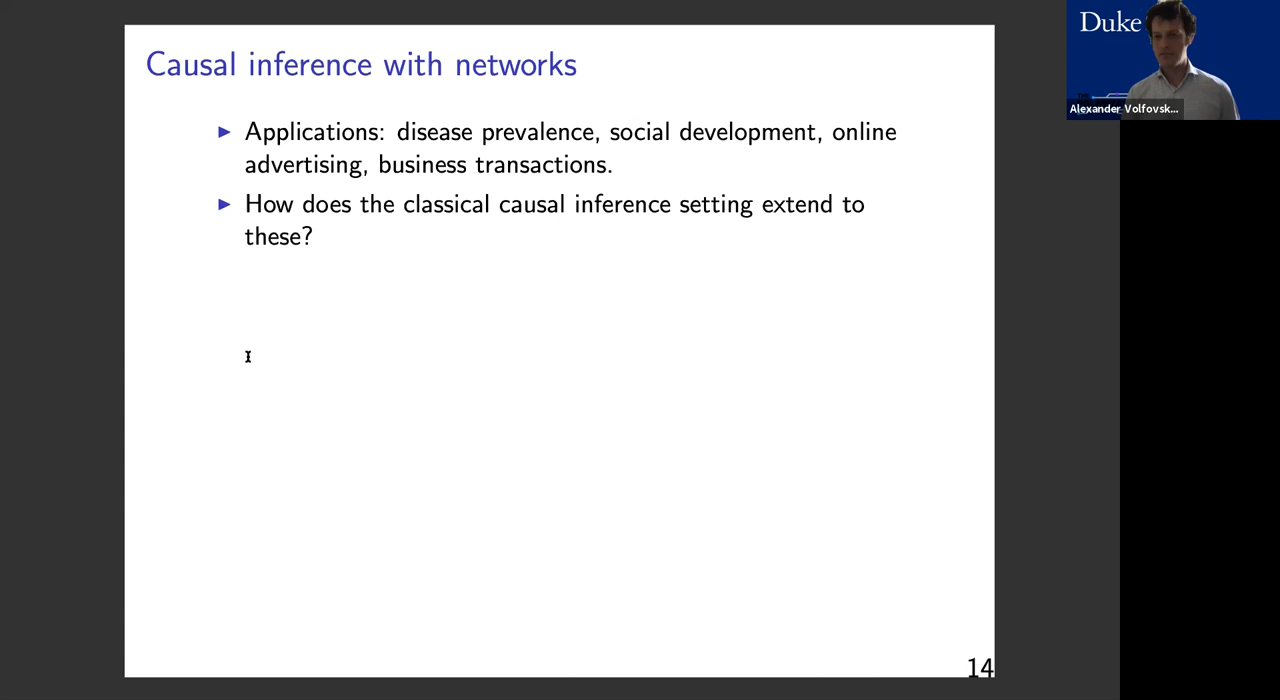 Causal inference with networks
Applications: disease prevalence, social development, online
advertising, business transactions.
How does the classical causal inference setting extend to
these?
14
Duke
Alexander Volfovsk...